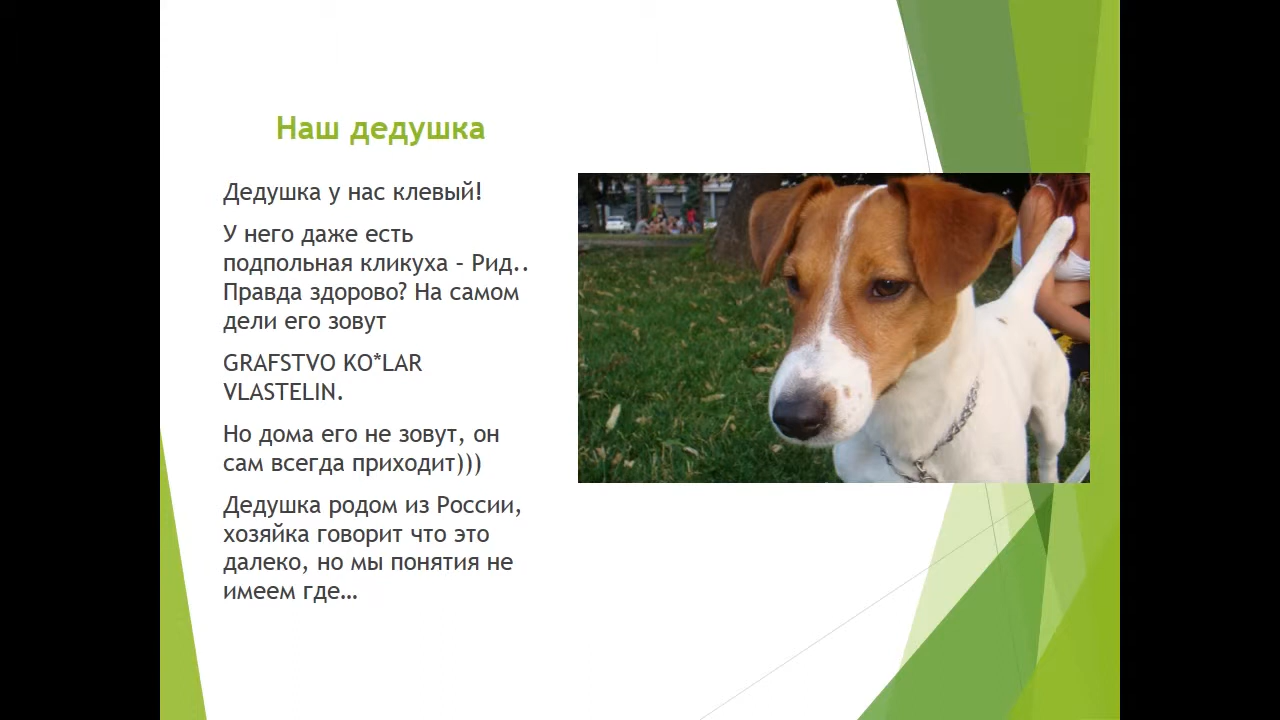 Наш дедушка
Дедушка у нас клевый!
У него даже есть
подпольная кликуха – Рид..
Правда здорово? На самом
дели его зовут
GRAFSTVO KO*LAR
VLASTELIN.
Но дома его не зовут, он
сам всегда приходит)))
Дедушка родом из России,
хозяйка говорит что это
далеко, но мы понятия не
имеем где…